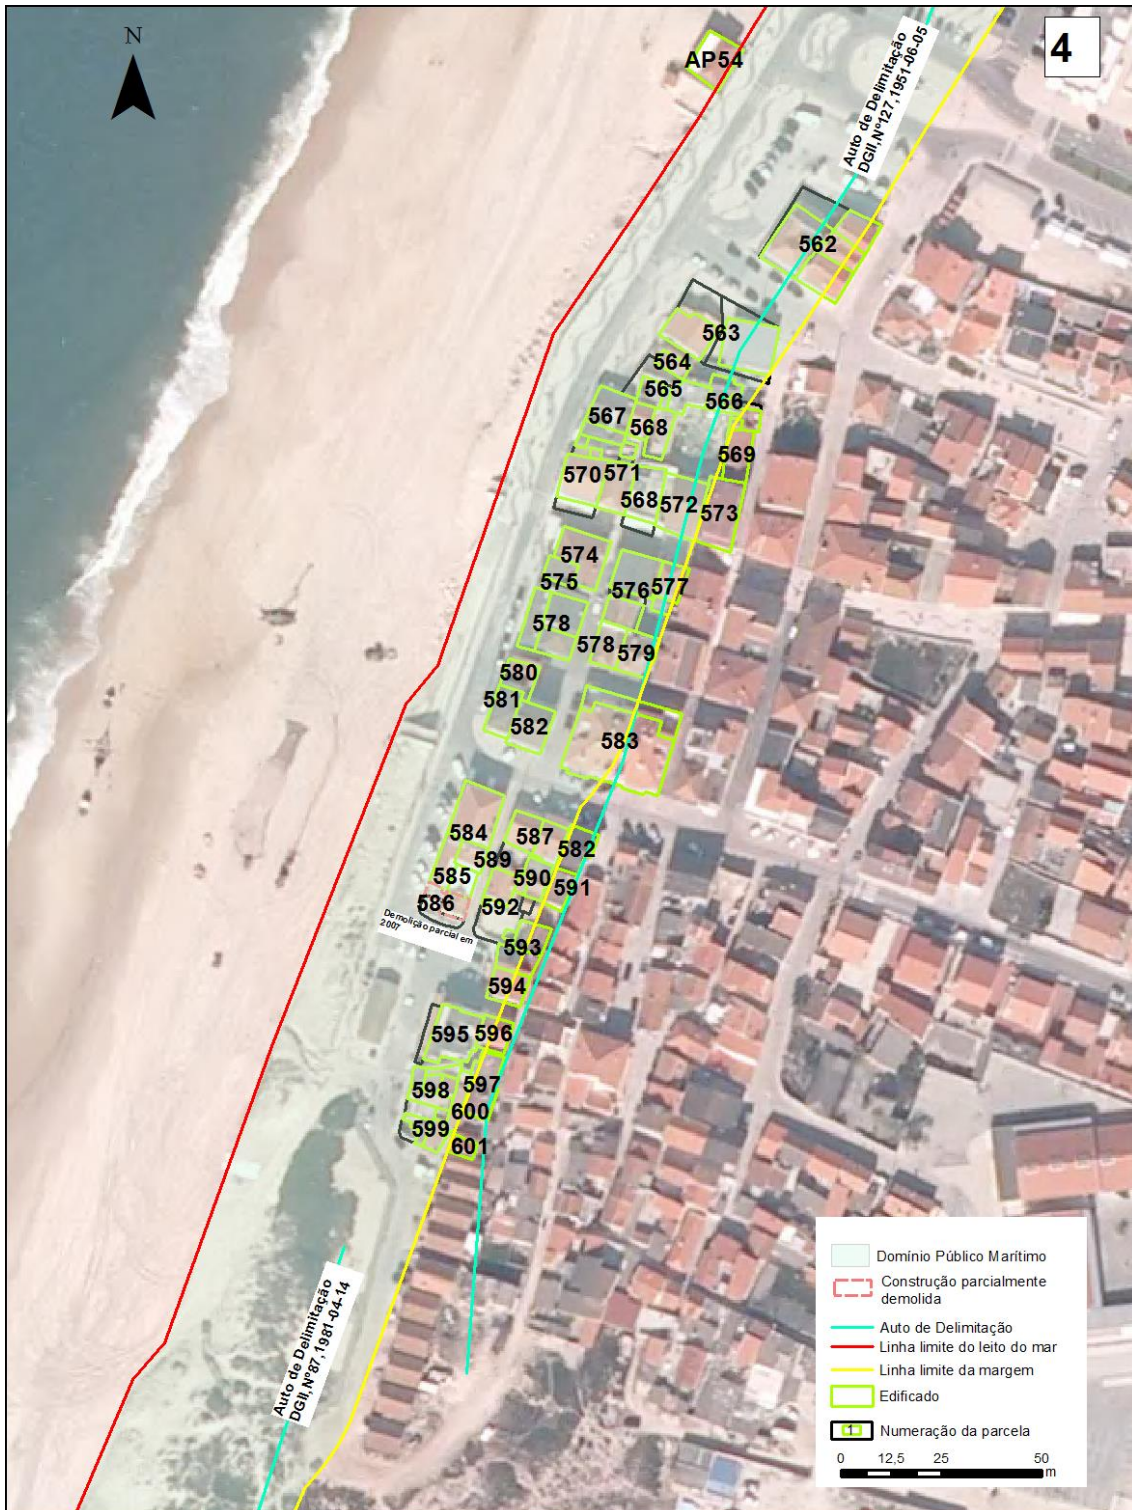 N
4
AP54
Auto de Delimitação
DGII,Nº127,1951-06-05
562
563
564
565
566
567
568
569
570
571
568
572
573
574
575
576
577
578
578
579
580
581
582
583
584
587
582
589
585
590
591
586
592
Demolição parcial em
2007
593
594
595
596
598
597
600
599
601
Auto de Delimitação
DGII,Nº87,1981-04-14
Domínio Público Marítimo
Construção parcialmente
demolida
Auto de Delimitação
Linha limite do leito do mar
Linha limite da margem
Edificado
1 Numeração da parcela
0 12,5 25 50
m